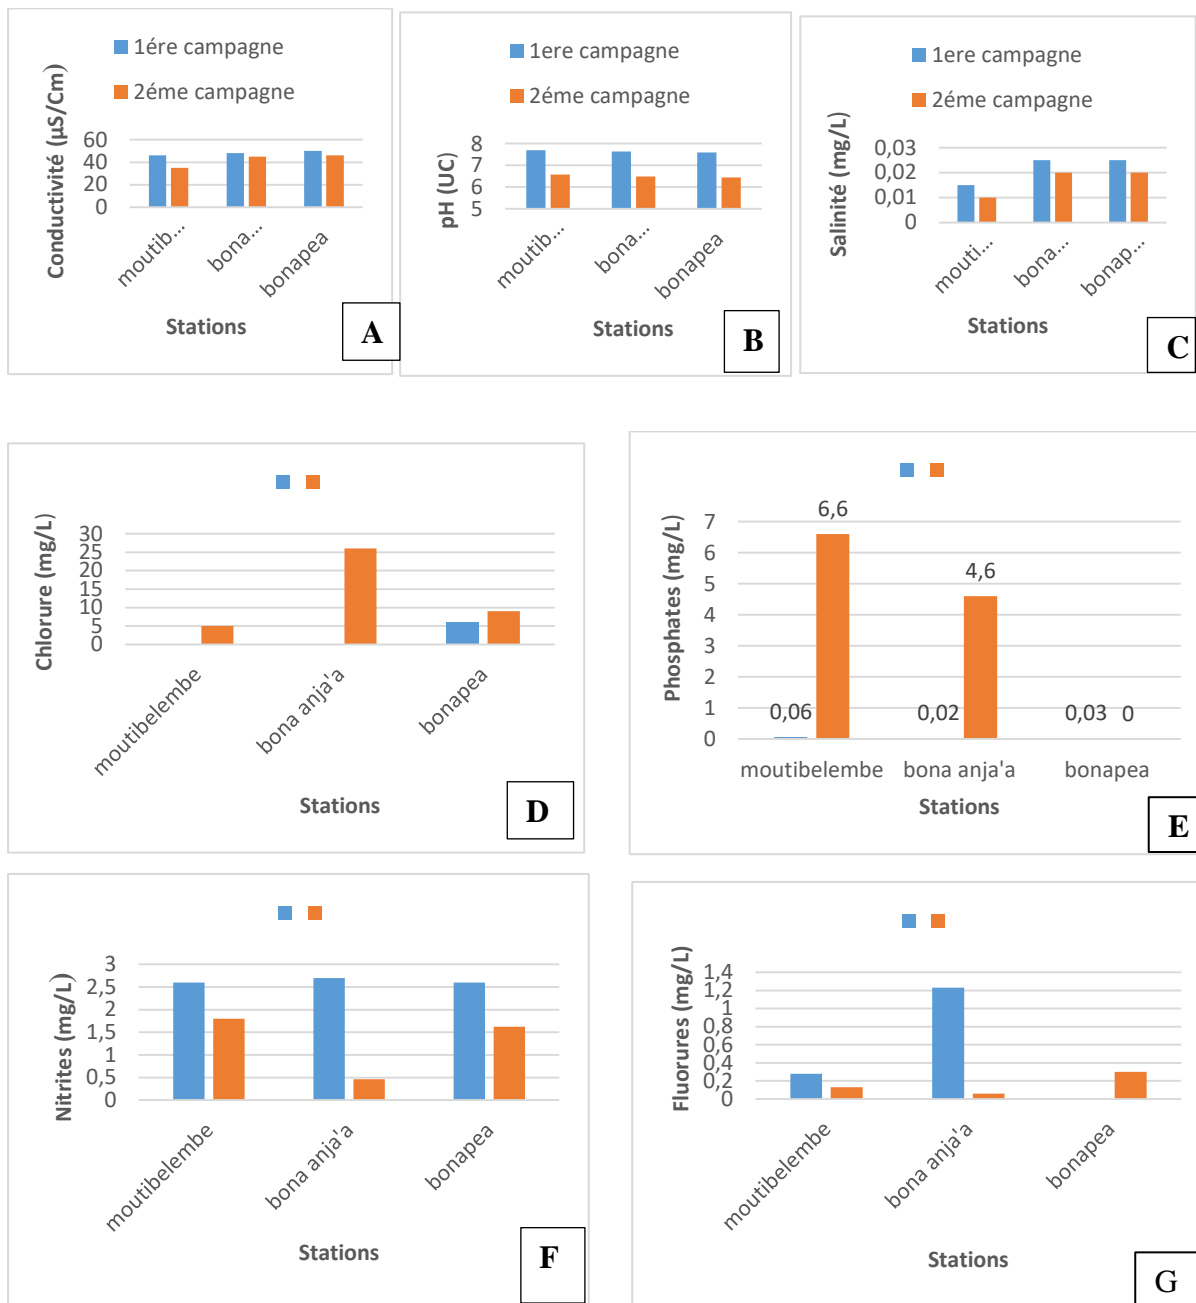 1ére campagne
2éme campagne
Conductivité (µS/Cm)
60
40
20
0
moutib...
bona...
bonapea
Stations
A
1ere campagne
2éme campagne
pH (UC)
8
7
6
5
moutib...
bona...
bonapea
Stations
B
1ere campagne
2éme campagne
Salinité (mg/L)
0,03
0,02
0,01
0
mouti...
bona...
bonap...
Stations
C
Chlorure (mg/L)
30
25
20
15
10
5
0
moutibelembe
bona anja'a
bonapea
Stations
D
Phosphates (mg/L)
7
6
5
4
3
2
1
0
0,06
6,6
0,02
4,6
0,03
0
moutibelembe
bona anja'a
bonapea
Stations
E
Nitrites (mg/L)
3
2,5
2
1,5
1
0,5
0
moutibelembe
bona anja'a
bonapea
Stations
F
Fluorures (mg/L)
1,4
1,2
1
0,8
0,6
0,4
0,2
0
moutibelembe
bona anja'a
bonapea
Stations
G